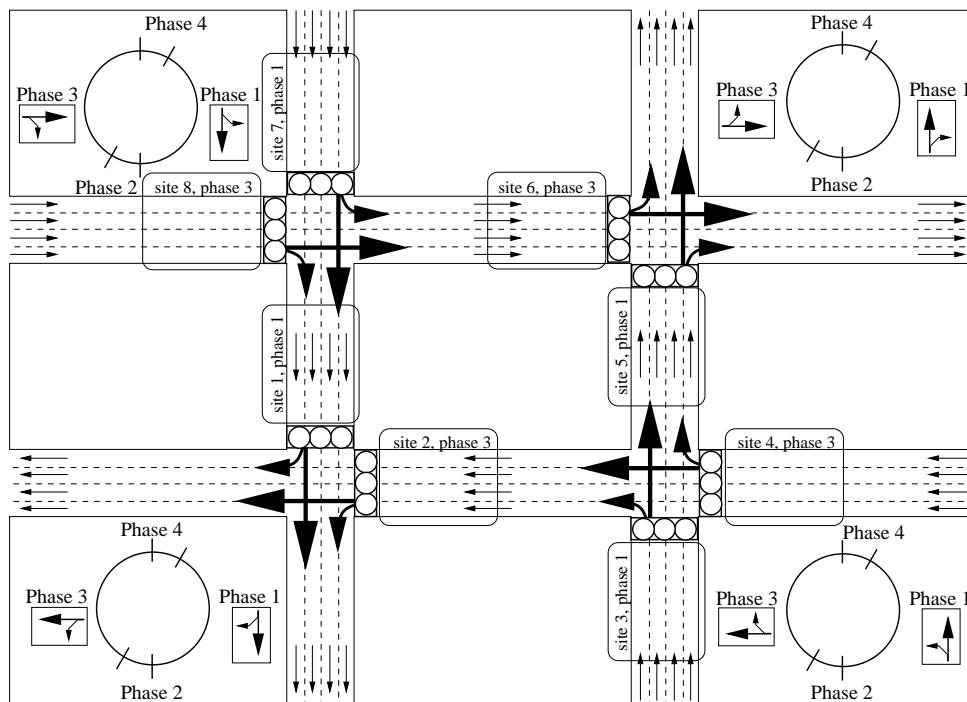 Phase 4
Phase 3
Phase 1
Phase 2
site 7, phase 1
site 8, phase 3
site 6, phase 3
Phase 4
Phase 3
Phase 1
Phase 2
site 1, phase 1
site 5, phase 1
site 2, phase 3
site 4, phase 3
Phase 4
Phase 3
Phase 1
Phase 2
site 3, phase 1
Phase 4
Phase 3
Phase 1
Phase 2